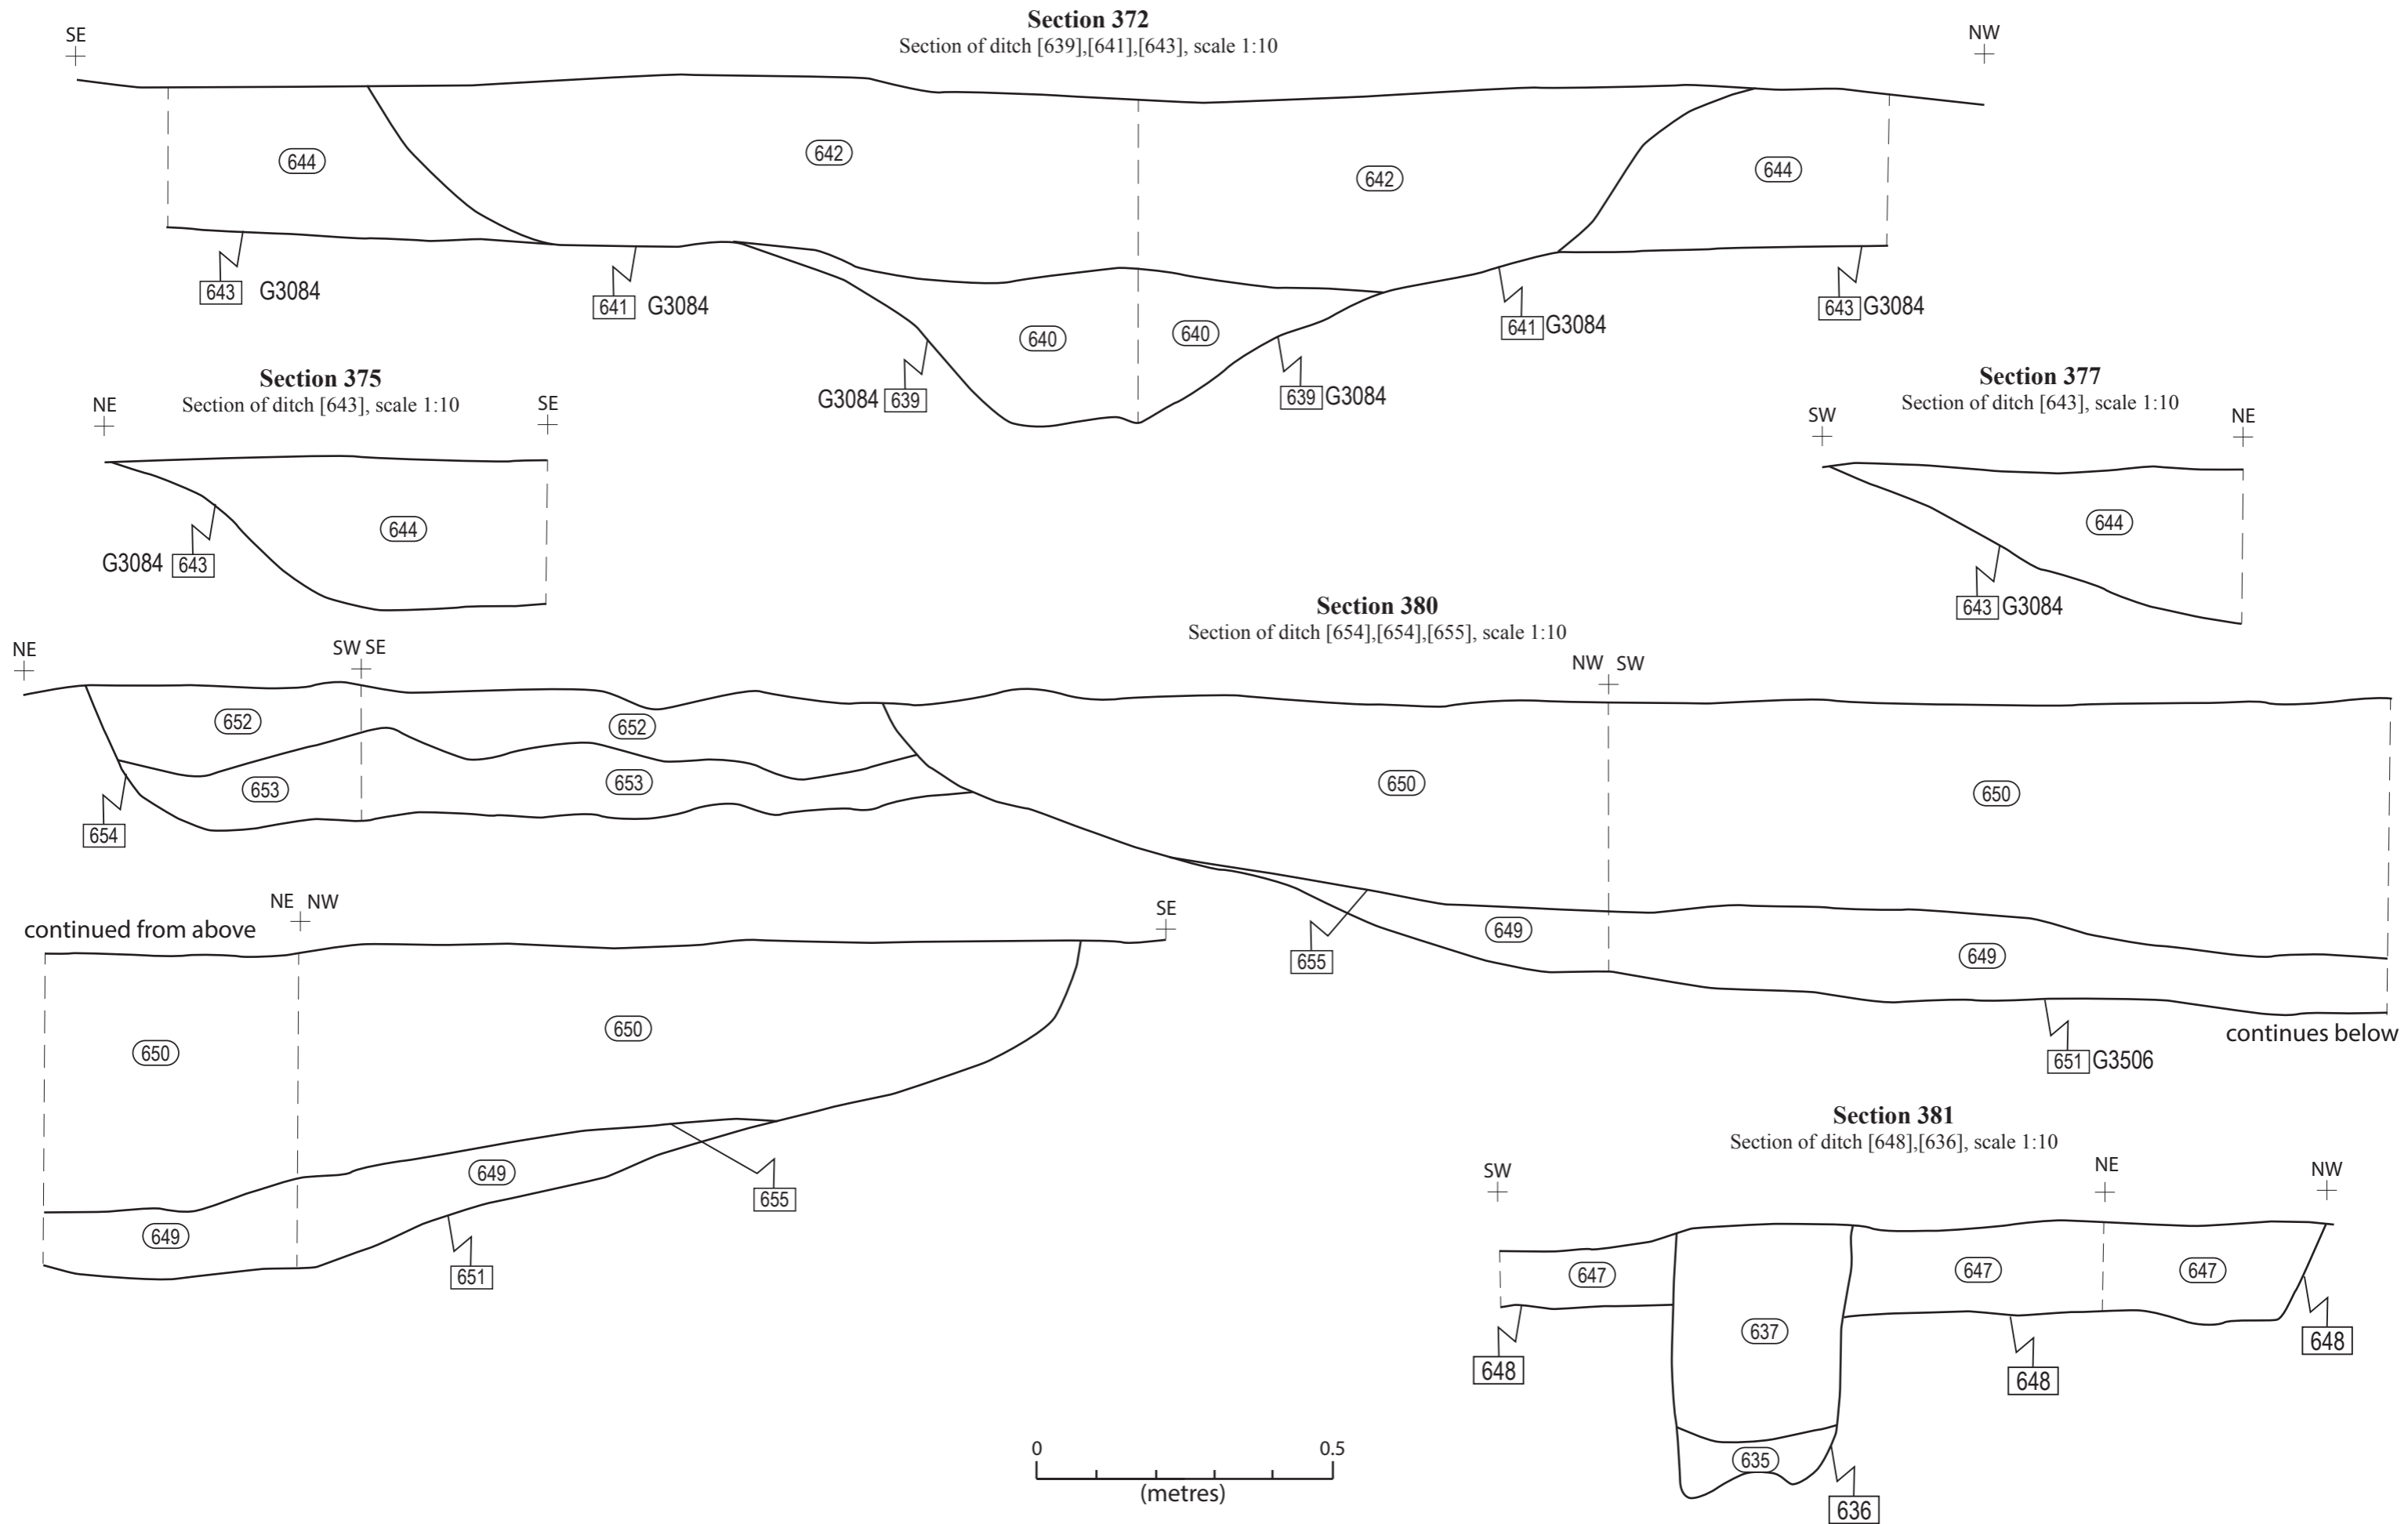 Section 372
Section of ditch [639],[641],[643], scale 1:10
SE
NW
644
642
642
644
643 G3084
641 G3084
G3084 639
640
640
639 G3084
641 G3084
643 G3084
Section 375
Section of ditch [643], scale 1:10
NE
SE
644
G3084 643
Section 377
Section of ditch [643], scale 1:10
SW
NE
644
643 G3084
Section 380
Section of ditch [654],[654],[655], scale 1:10
NE
SW SE
NW SW
652
652
653
653
654
650
650
649
649
655
651 G3506
continues below
continued from above
NE NW
SE
650
650
649
649
655
651
Section 381
Section of ditch [648],[636], scale 1:10
SW
NE
NW
647
647
647
637
635
648
648
648
636
0 0.5
(metres)